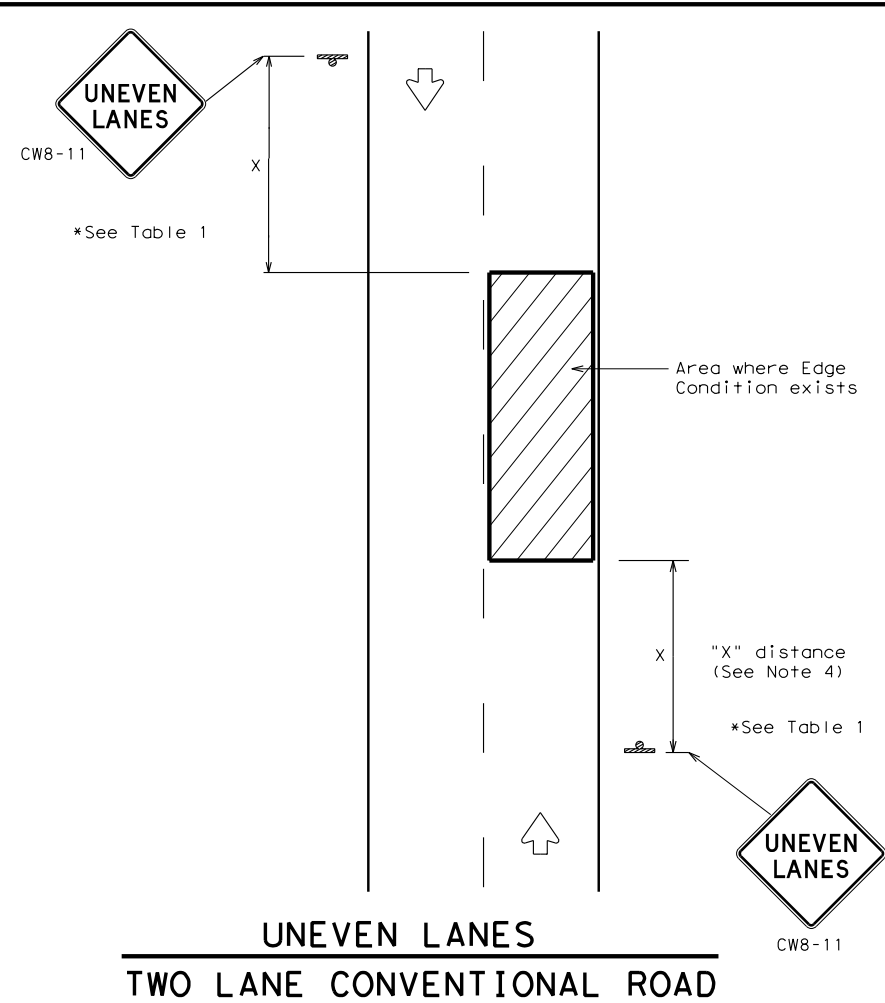 UNEVEN
LANES
CW8-11
X
*See Table 1
Area where Edge
Condition exists
X
"X" distance
(See Note 4)
*See Table 1
UNEVEN
LANES
CW8-11
UNEVEN LANES
TWO LANE CONVENTIONAL ROAD